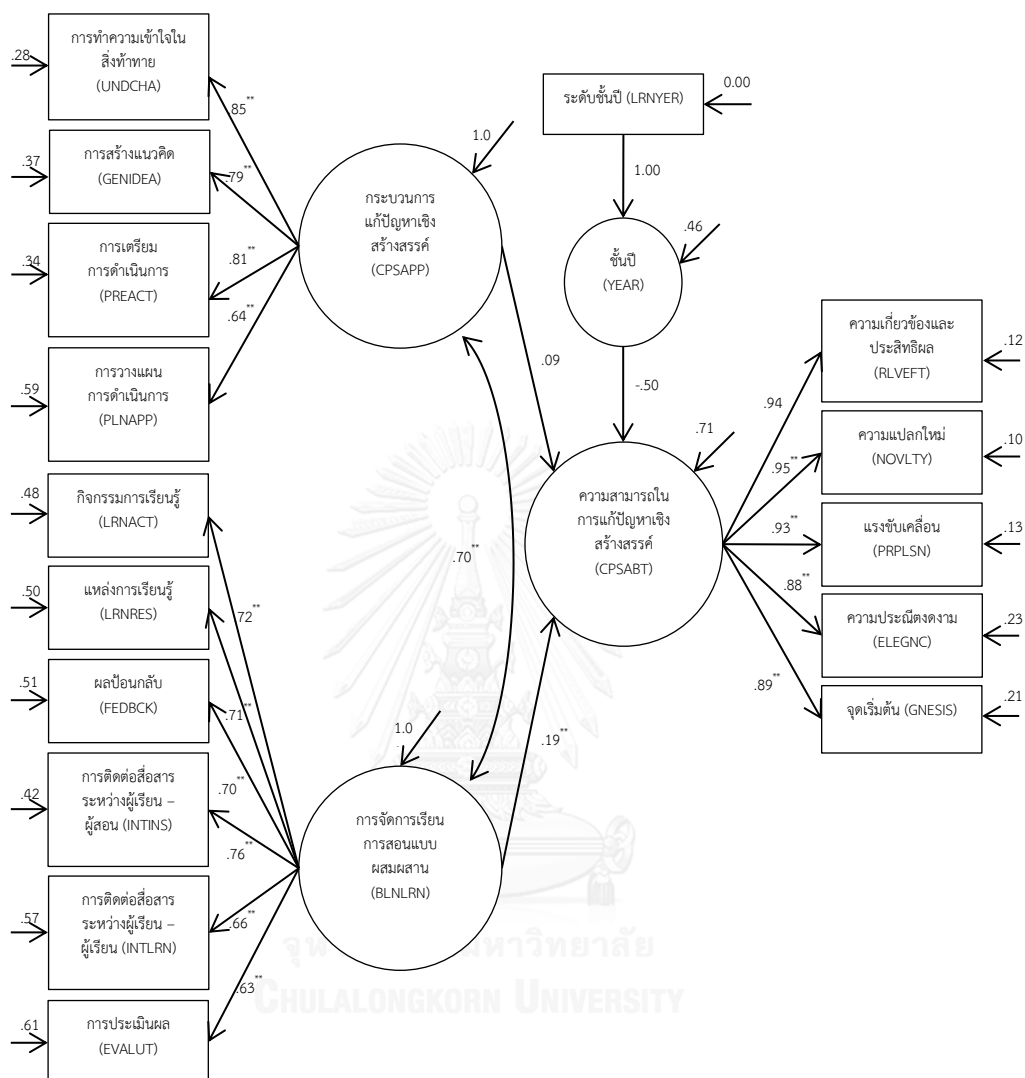 การทำความเข้าใจใน
สิ่งท้าทาย
(UNDCHA)
.28
.85**
การสร้างแนวคิด
(GENIDEA)
.37
.79**
การเตรียม
การดำเนินการ
(PREACT)
.34
.81**
การวางแผน
การดำเนินการ
(PLNAPP)
.59
.64**
กิจกรรมการเรียนรู้
(LRNACT)
.48
.72**
แหล่งการเรียนรู้
(LRNRES)
.50
.71**
ผลป้อนกลับ
(FEDBCK)
.51
.70**
การติดต่อสื่อสาร
ระหว่างผู้เรียน –
ผู้สอน (INTINS)
.42
.76**
การติดต่อสื่อสาร
ระหว่างผู้เรียน –
ผู้เรียน (INTLRN)
.57
.66**
การประเมินผล
(EVALUT)
.61
.63**
กระบวนการ
แก้ปัญหาเชิง
สร้างสรรค์
(CPSAPP)
1.0
.09
.70**
การจัดการเรียน
การสอนแบบ
ผสมผสาน
(BLNLRN)
1.0
.19**
ระดับชั้นปี (LRNYER)
0.00
1.00
ชั้นปี
(YEAR)
.46
-.50
ความสามารถใน
การแก้ปัญหาเชิง
สร้างสรรค์
(CPSABT)
.71
ความเกี่ยวข้องและ
ประสิทธิผล
(RLVEFT)
.12
.94
ความแปลกใหม่
(NOVLTY)
.10
.95**
แรงขับเคลื่อน
(PRPLSN)
.13
.93**
ความประณีตงดงาม
(ELEGNC)
.23
.88**
จุดเริ่มต้น (GNESIS)
.21
.89**
CHULALONGKORN UNIVERSITY